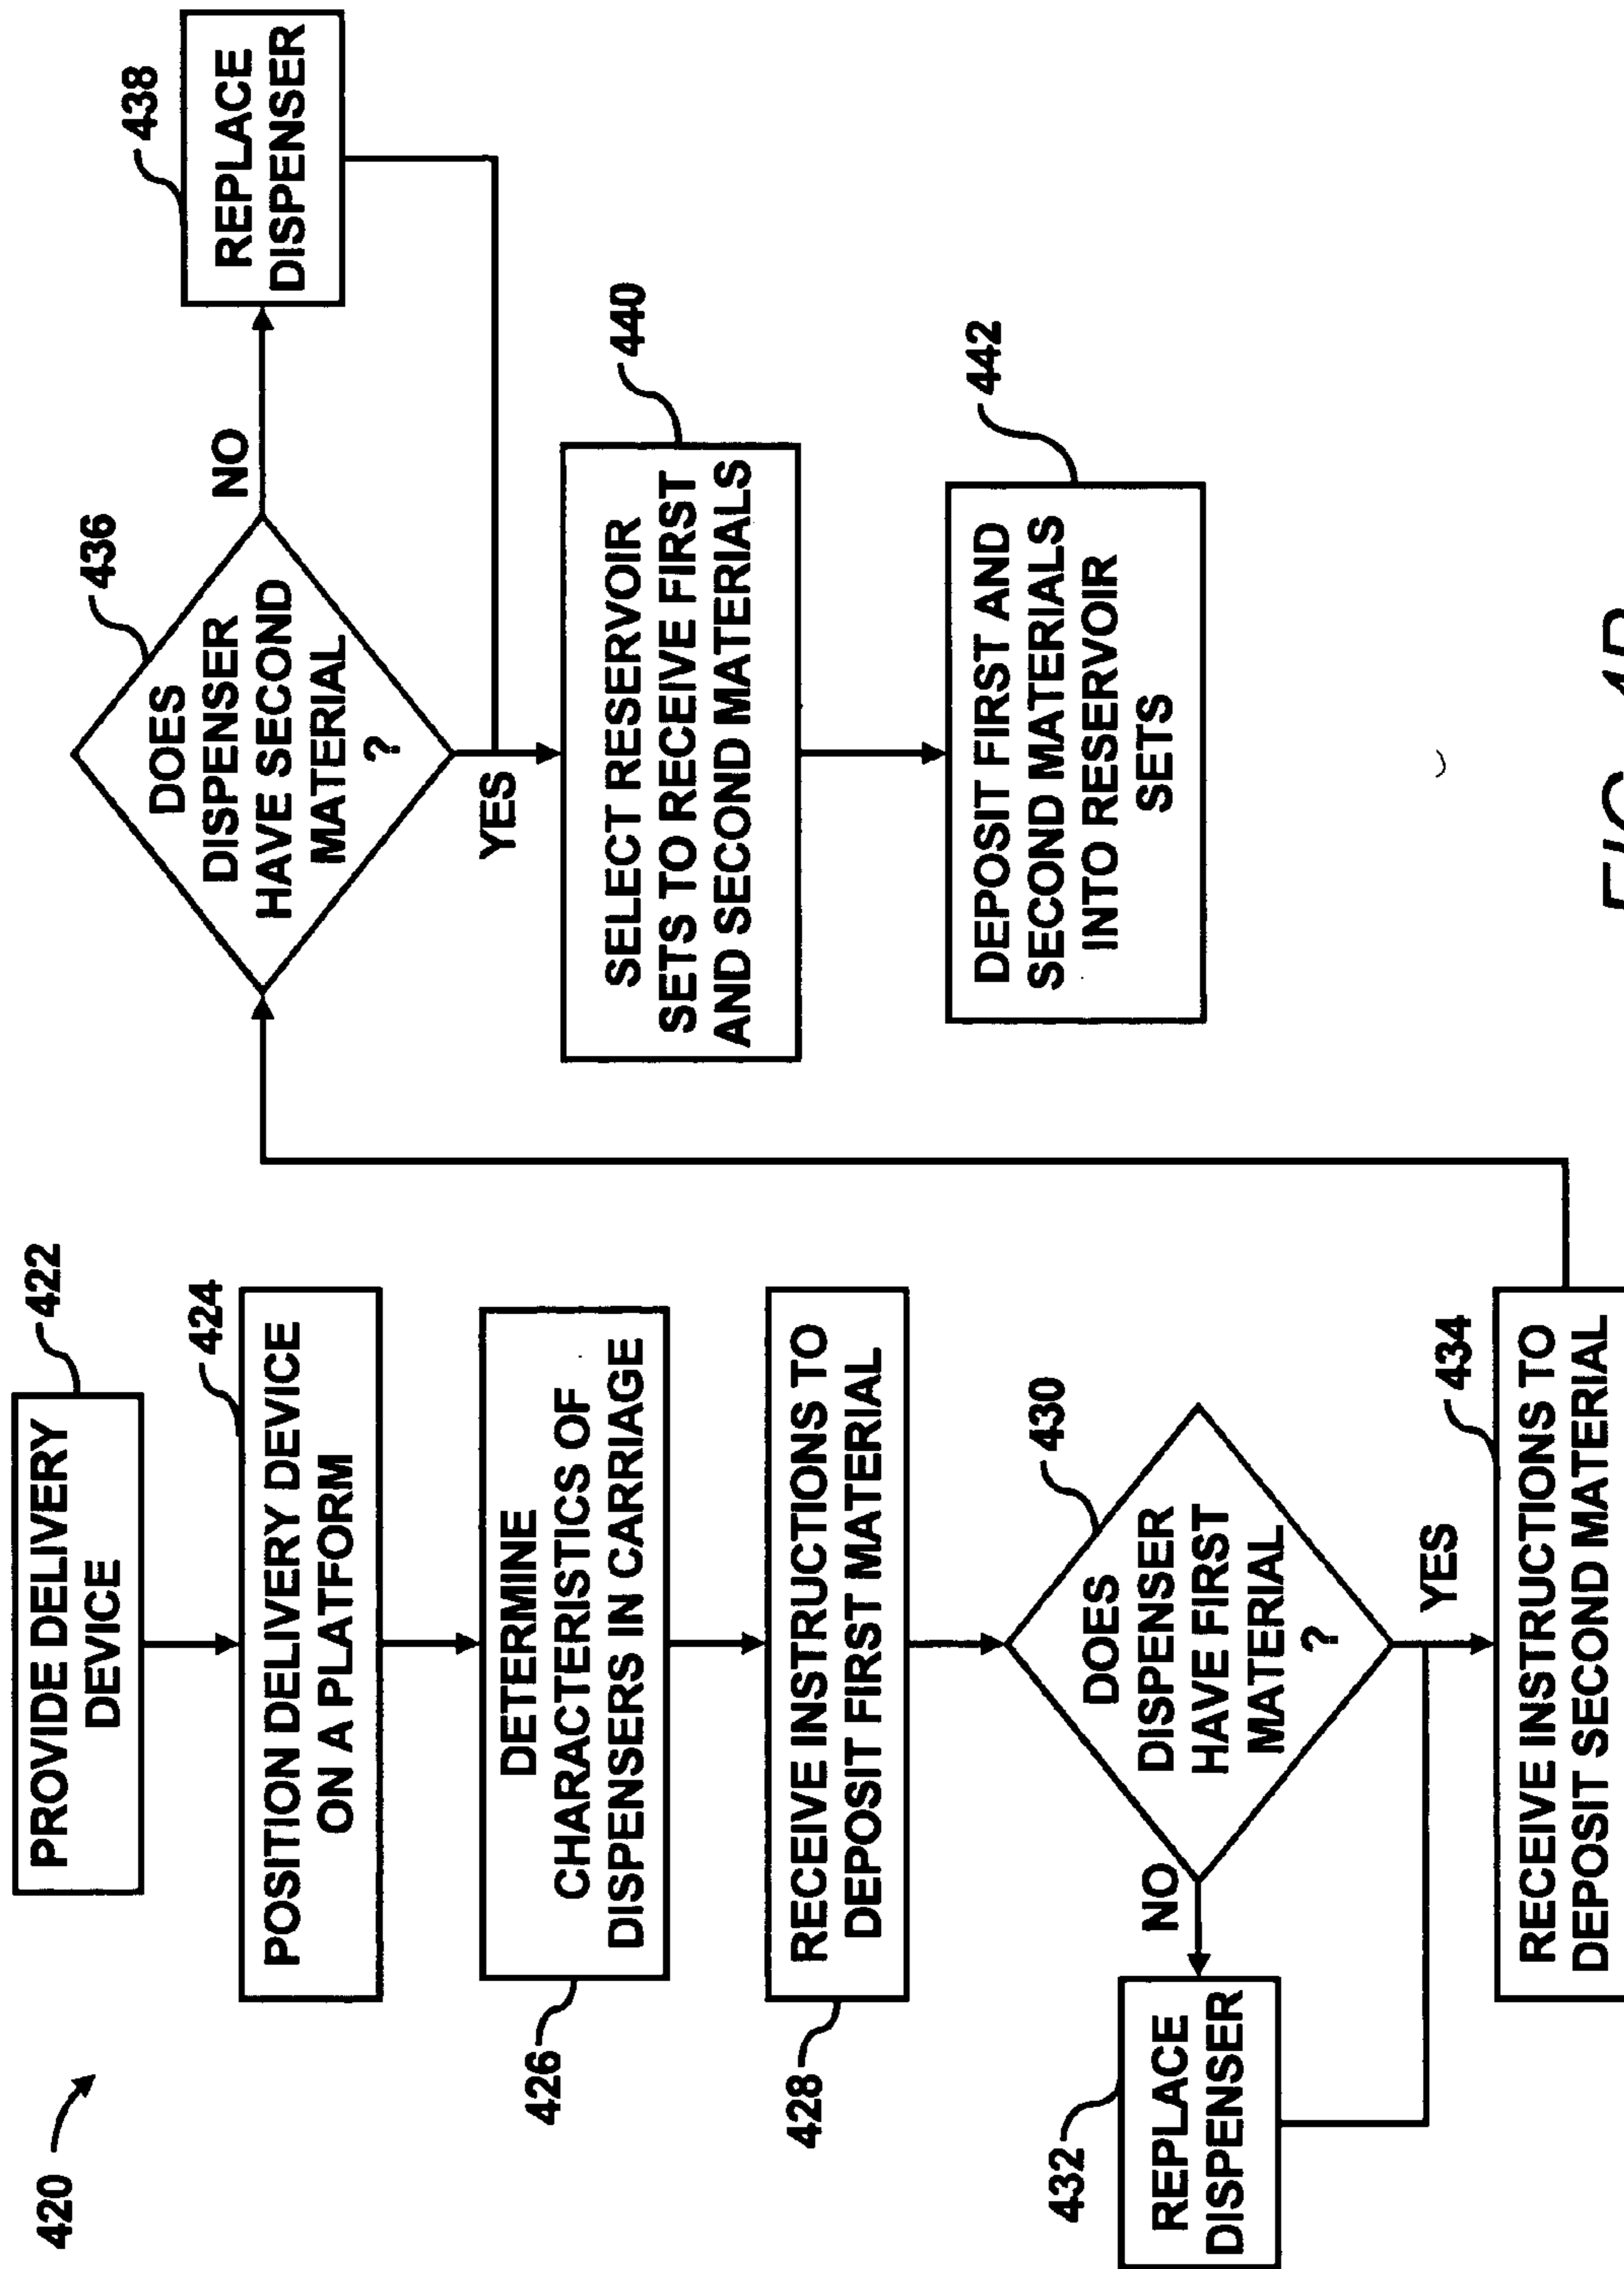 420
422
PROVIDE DELIVERY
DEVICE
424
POSITION DELIVERY DEVICE
ON A PLATFORM
426
DETERMINE
CHARACTERISTICS OF
DISPENSERS IN CARRIAGE
428
RECEIVE INSTRUCTIONS TO
DEPOSIT FIRST MATERIAL
430
DOES
DISPENSER
HAVE FIRST
MATERIAL
?
NO
YES
432
REPLACE
DISPENSER
434
RECEIVE INSTRUCTIONS TO
DEPOSIT SECOND MATERIAL
436
DOES
DISPENSER
HAVE SECOND
MATERIAL
?
NO
YES
438
REPLACE
DISPENSER
440
SELECT RESERVOIR
SETS TO RECEIVE FIRST
AND SECOND MATERIALS
442
DEPOSIT FIRST AND
SECOND MATERIALS
INTO RESERVOIR
SETS
FIG.